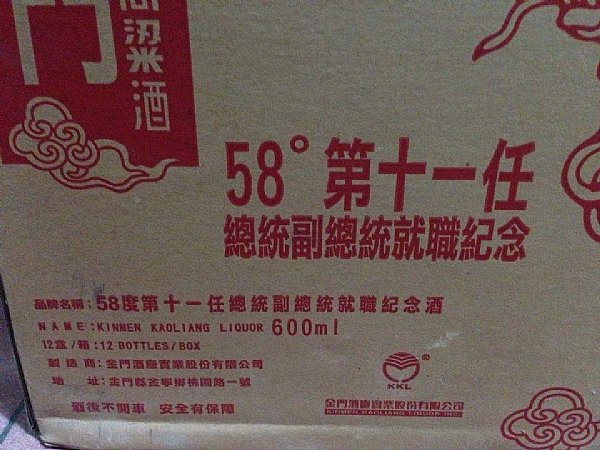 門
高粱酒
58°第十一任
總統副總統就職紀念
品牌名稱：58度第十一任總統副總統就職紀念酒
NAME:KINMEN KAOLIANG LIQUOR 600ml
12盒/箱:12 BOTTLES/BOX
製造商：金門酒廠實業股份有限公司
地　址：金門縣金寧鄉桃園路一號
酒後不開車 安全有保障
KKL
®
金門酒廠實業股份有限公司
KINMEN KAOLIANG LIQUOR INC.